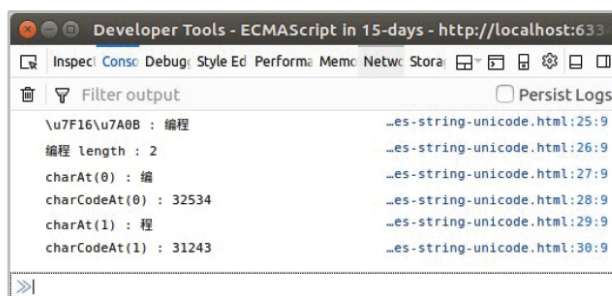 Developer Tools - ECMAScript in 15-days - http://localhost:633
Inspec Conso Debug Style Ed Performa Memo Netwo Stora
Filter output Persist Logs
\u7F16\u7A0B : 编程 …es-string-unicode.html:25:9
编程 length : 2 …es-string-unicode.html:26:9
charAt(0) : 编 …es-string-unicode.html:27:9
charCodeAt(0) : 32534 …es-string-unicode.html:28:9
charAt(1) : 程 …es-string-unicode.html:29:9
charCodeAt(1) : 31243 …es-string-unicode.html:30:9